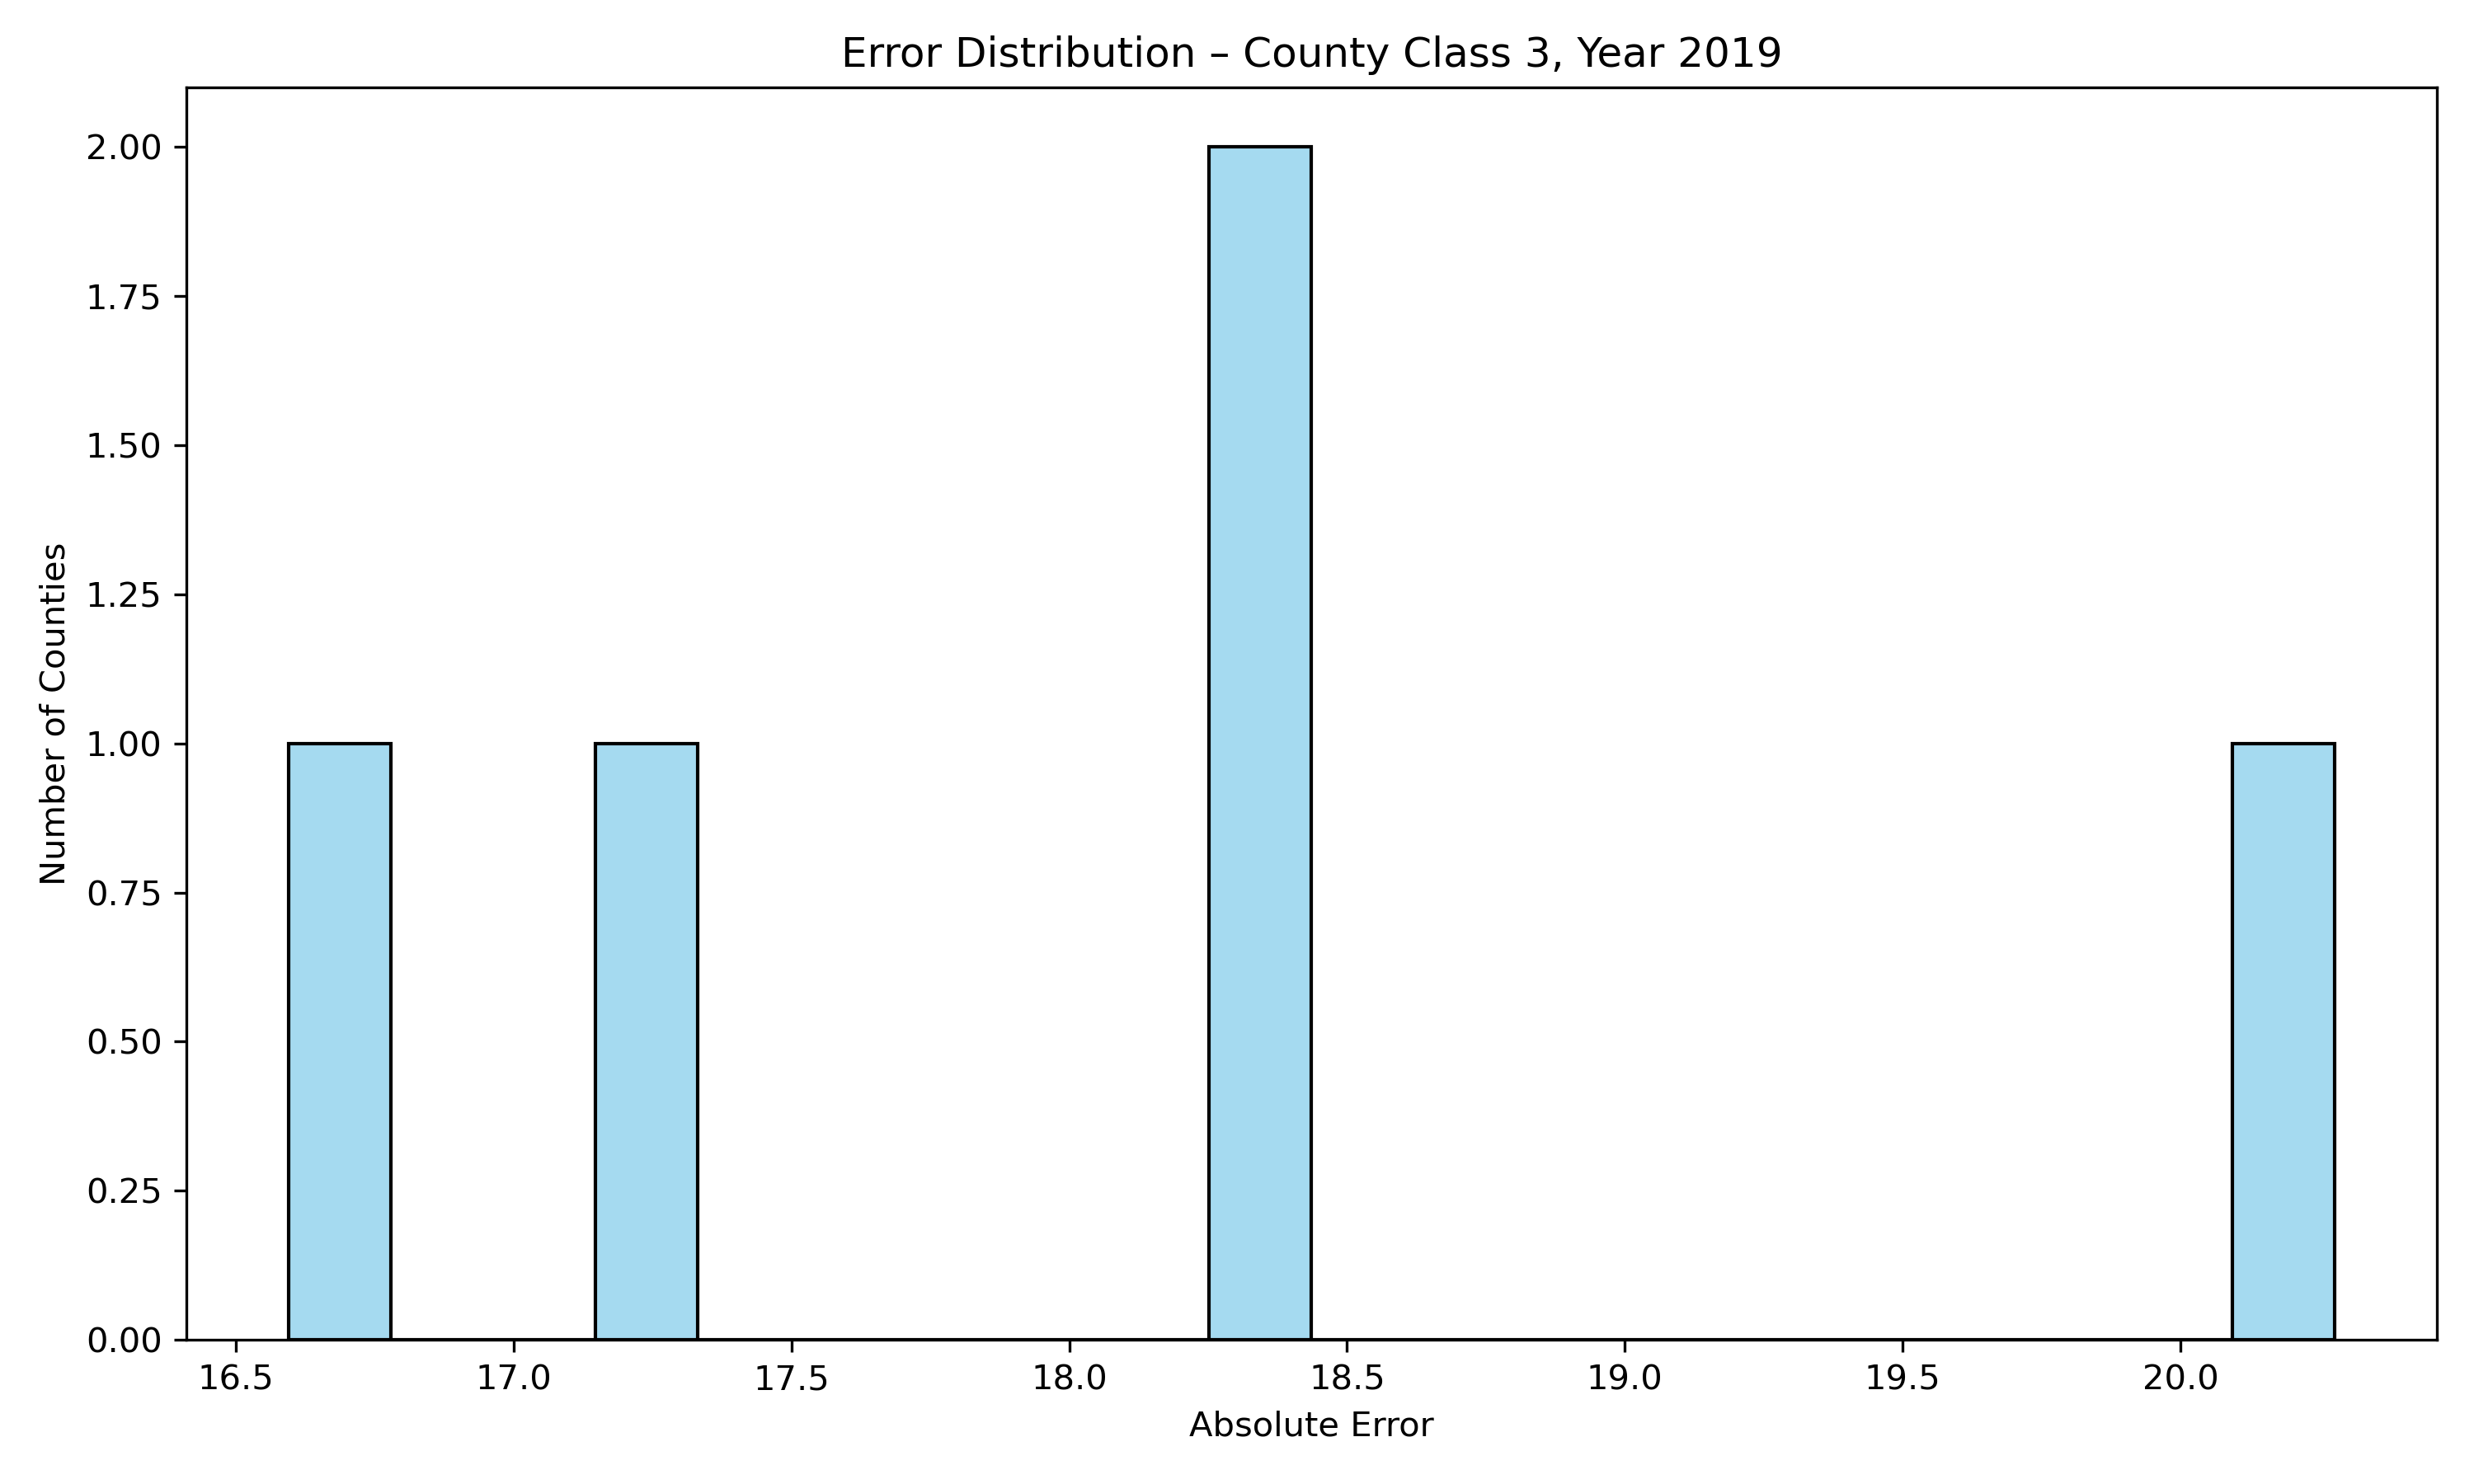 Error Distribution – County Class 3, Year 2019
2.00
1.75
1.50
1.25
1.00
0.75
0.50
0.25
0.00
Number of Counties
16.5 17.0 17.5 18.0 18.5 19.0 19.5 20.0
Absolute Error